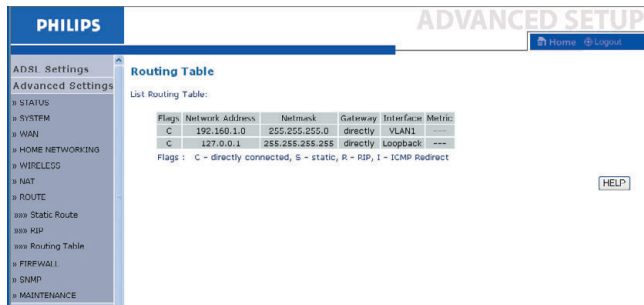 PHILIPS
ADVANCED SETUP
Home Logout
ADSL Settings
Advanced Settings
» STATUS
» SYSTEM
» WAN
» HOME NETWORKING
» WIRELESS
» NAT
» ROUTE
»»» Static Route
»»» RIP
»»» Routing Table
» FIREWALL
» SNMP
» MAINTENANCE
Routing Table
List Routing Table:
Flags Network Address Netmask Gateway Interface Metric
C 192.168.1.0 255.255.255.0 directly VLAN1 ---
C 127.0.0.1 255.255.255.255 directly Loopback ---
Flags : C - directly connected, S - static, R - RIP, I - ICMP Redirect
HELP